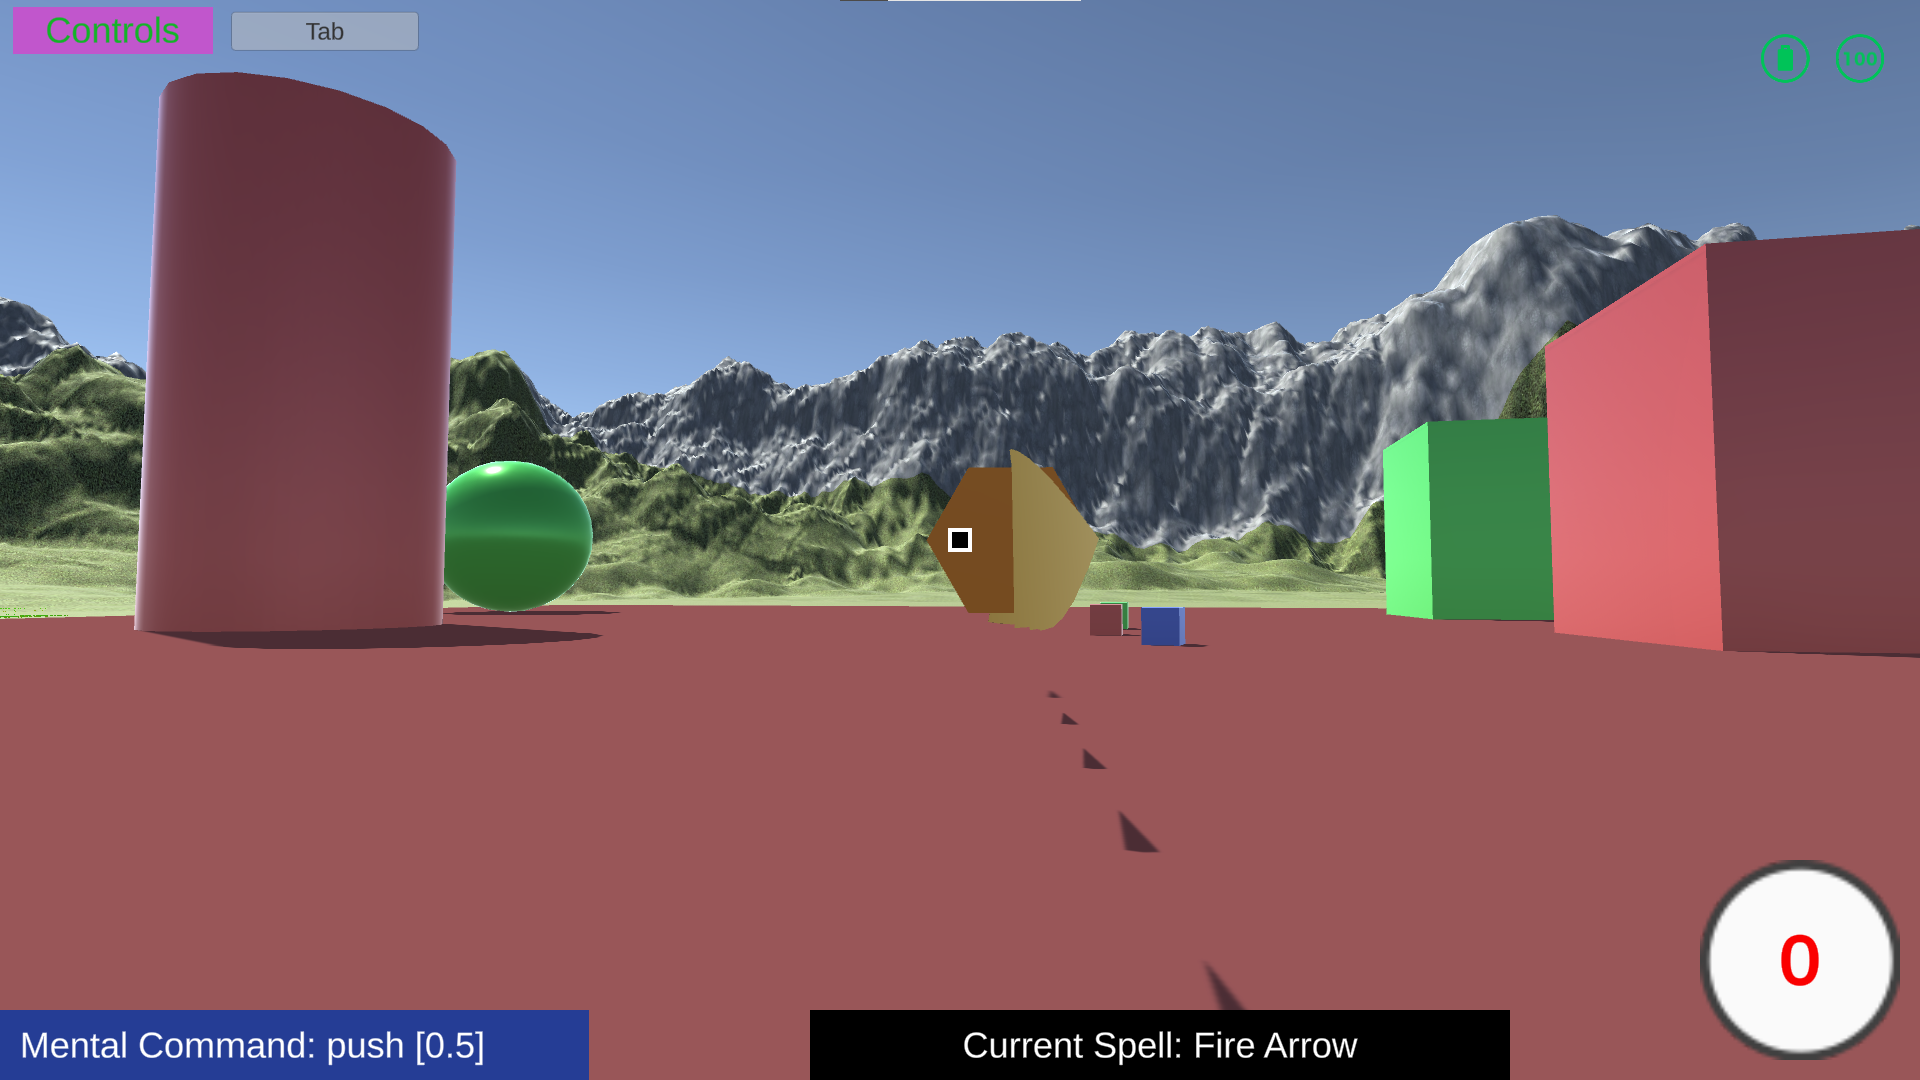 Controls
Tab
100
0
Mental Command: push [0.5]
Current Spell: Fire Arrow